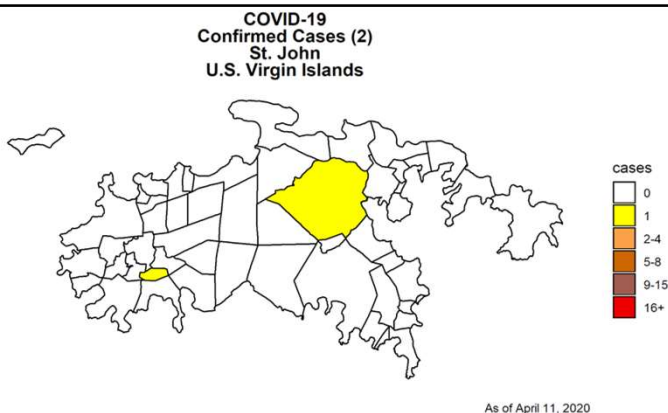 COVID-19
Confirmed Cases (2)
St. John
U.S. Virgin Islands
cases
0
1
2-4
5-8
9-15
16+
As of April 11, 2020